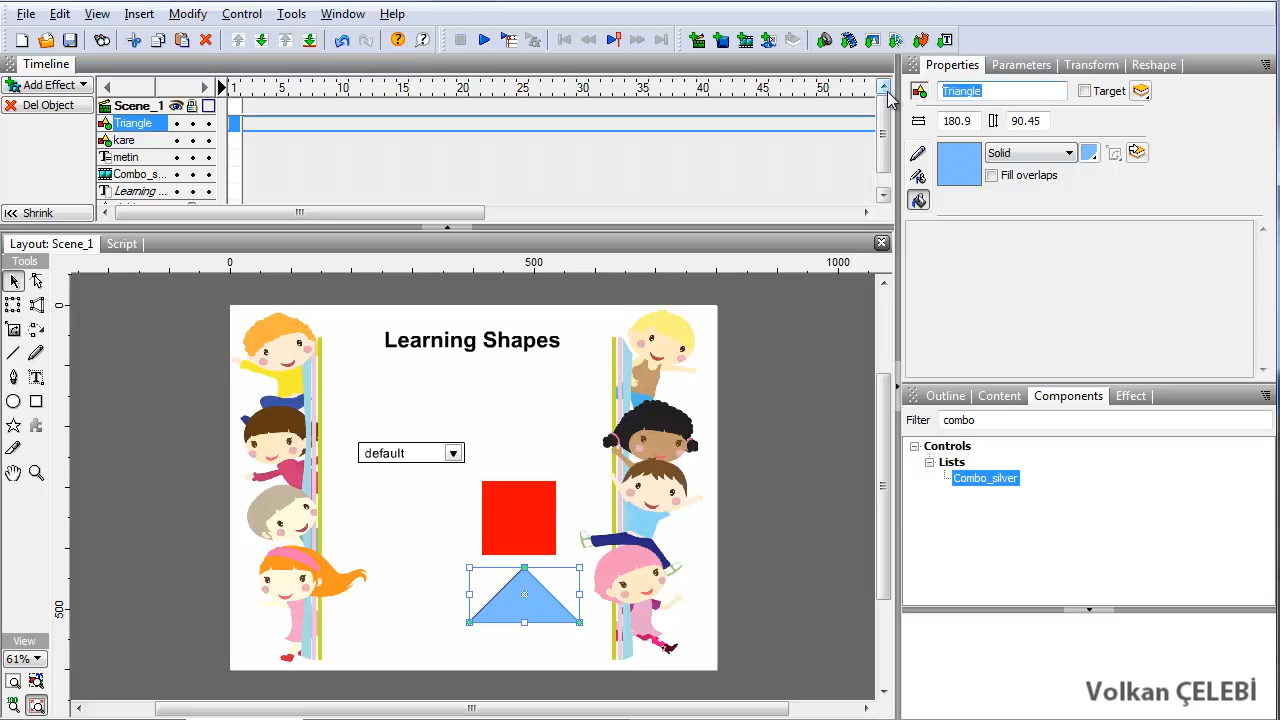 File Edit View Insert Modify Control Tools Window Help
Timeline
Add Effect
Del Object
Shrink
1 5 10 15 20 25 30 35 40 45 50
Scene_1
Triangle
kare
metin
Combo_s...
Learning ...
Layout: Scene_1 Script
Tools
0 500 1000
0
500
Learning Shapes
default
View
61%
100%
Properties Parameters Transform Reshape
Triangle Target
180.9 90.45
Solid
Fill overlaps
Outline Content Components Effect
Filter combo
Controls
Lists
Combo_silver
Volkan ÇELEBİ